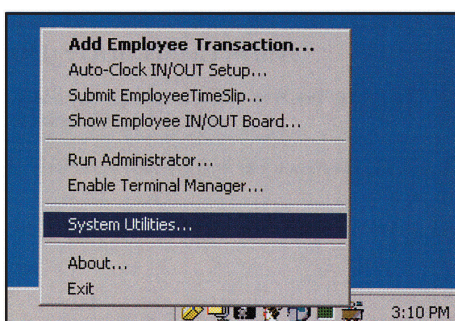 Add Employee Transaction...
Auto-Clock IN/OUT Setup...
Submit EmployeeTimeSlip...
Show Employee IN/OUT Board...
Run Administrator...
Enable Terminal Manager...
System Utilities...
About...
Exit
3:10 PM